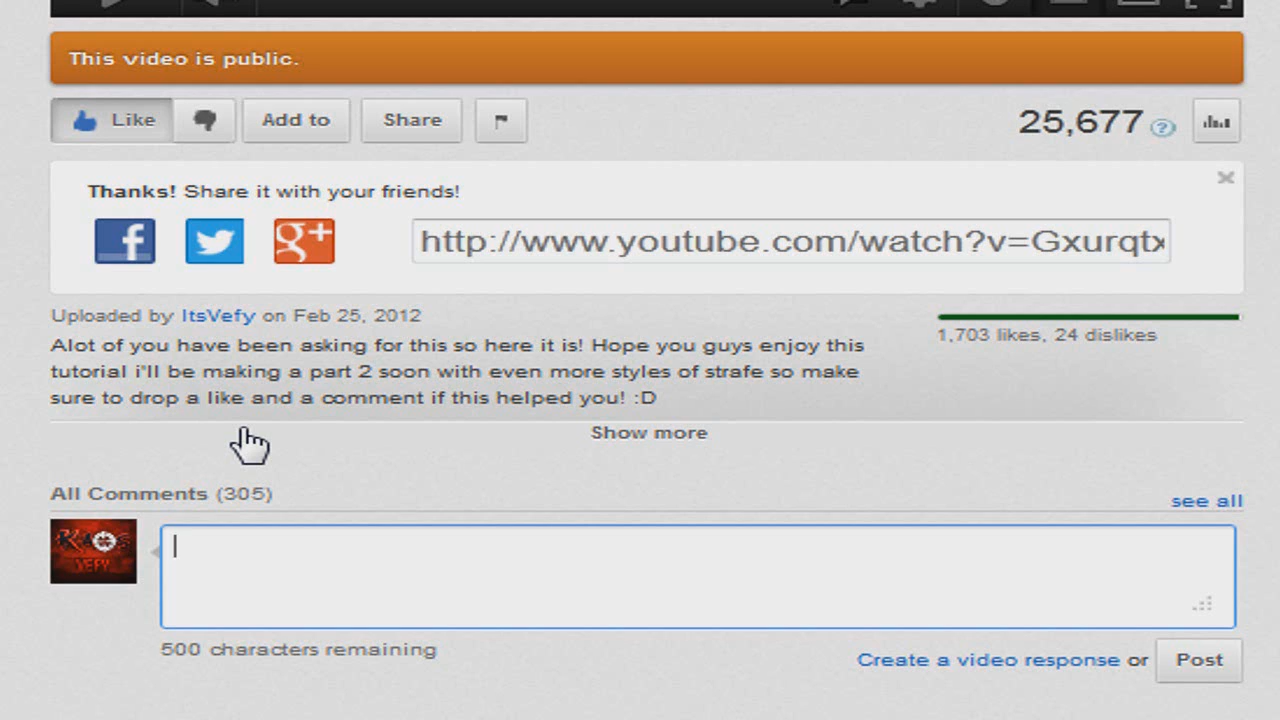 This video is public.
Like Add to Share 25,677 ?
Thanks! Share it with your friends!
f g+ http://www.youtube.com/watch?v=Gxurqtx
Uploaded by ItsVefy on Feb 25, 2012
1,703 likes, 24 dislikes
Alot of you have been asking for this so here it is! Hope you guys enjoy this
tutorial i'll be making a part 2 soon with even more styles of strafe so make
sure to drop a like and a comment if this helped you! :D
Show more
All Comments (305) see all
KAOS
VEFY
500 characters remaining
Create a video response or Post